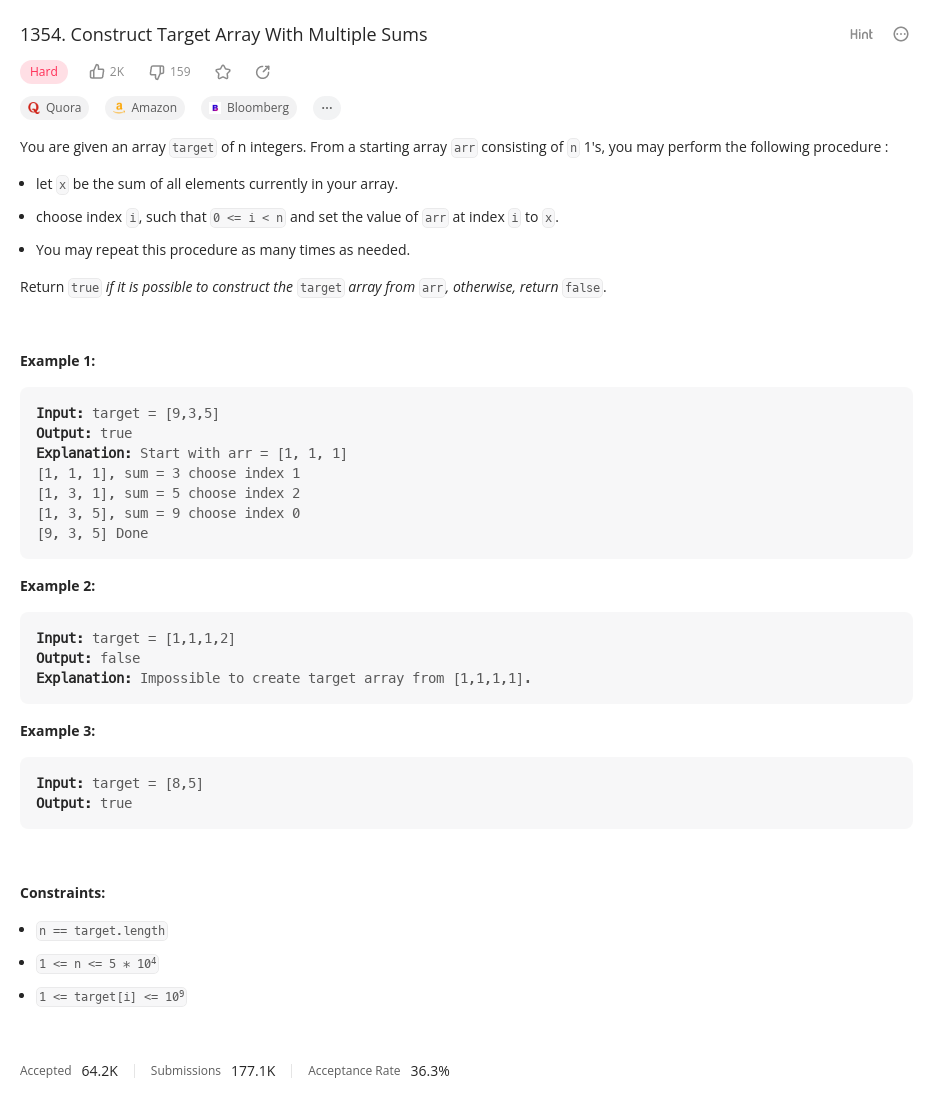 1354. Construct Target Array With Multiple Sums
Hint
Hard
2K
159
Quora
Amazon
Bloomberg
You are given an array target of n integers. From a starting array arr consisting of n 1's, you may perform the following procedure :
• let x be the sum of all elements currently in your array.
• choose index i, such that 0 <= i < n and set the value of arr at index i to x.
• You may repeat this procedure as many times as needed.
Return true if it is possible to construct the target array from arr, otherwise, return false.
Example 1:
Input: target = [9,3,5]
Output: true
Explanation: Start with arr = [1, 1, 1]
[1, 1, 1], sum = 3 choose index 1
[1, 3, 1], sum = 5 choose index 2
[1, 3, 5], sum = 9 choose index 0
[9, 3, 5] Done
Example 2:
Input: target = [1,1,1,2]
Output: false
Explanation: Impossible to create target array from [1,1,1,1].
Example 3:
Input: target = [8,5]
Output: true
Constraints:
• n == target.length
• 1 <= n <= 5 * 10⁴
• 1 <= target[i] <= 10⁹
Accepted 64.2K Submissions 177.1K Acceptance Rate 36.3%